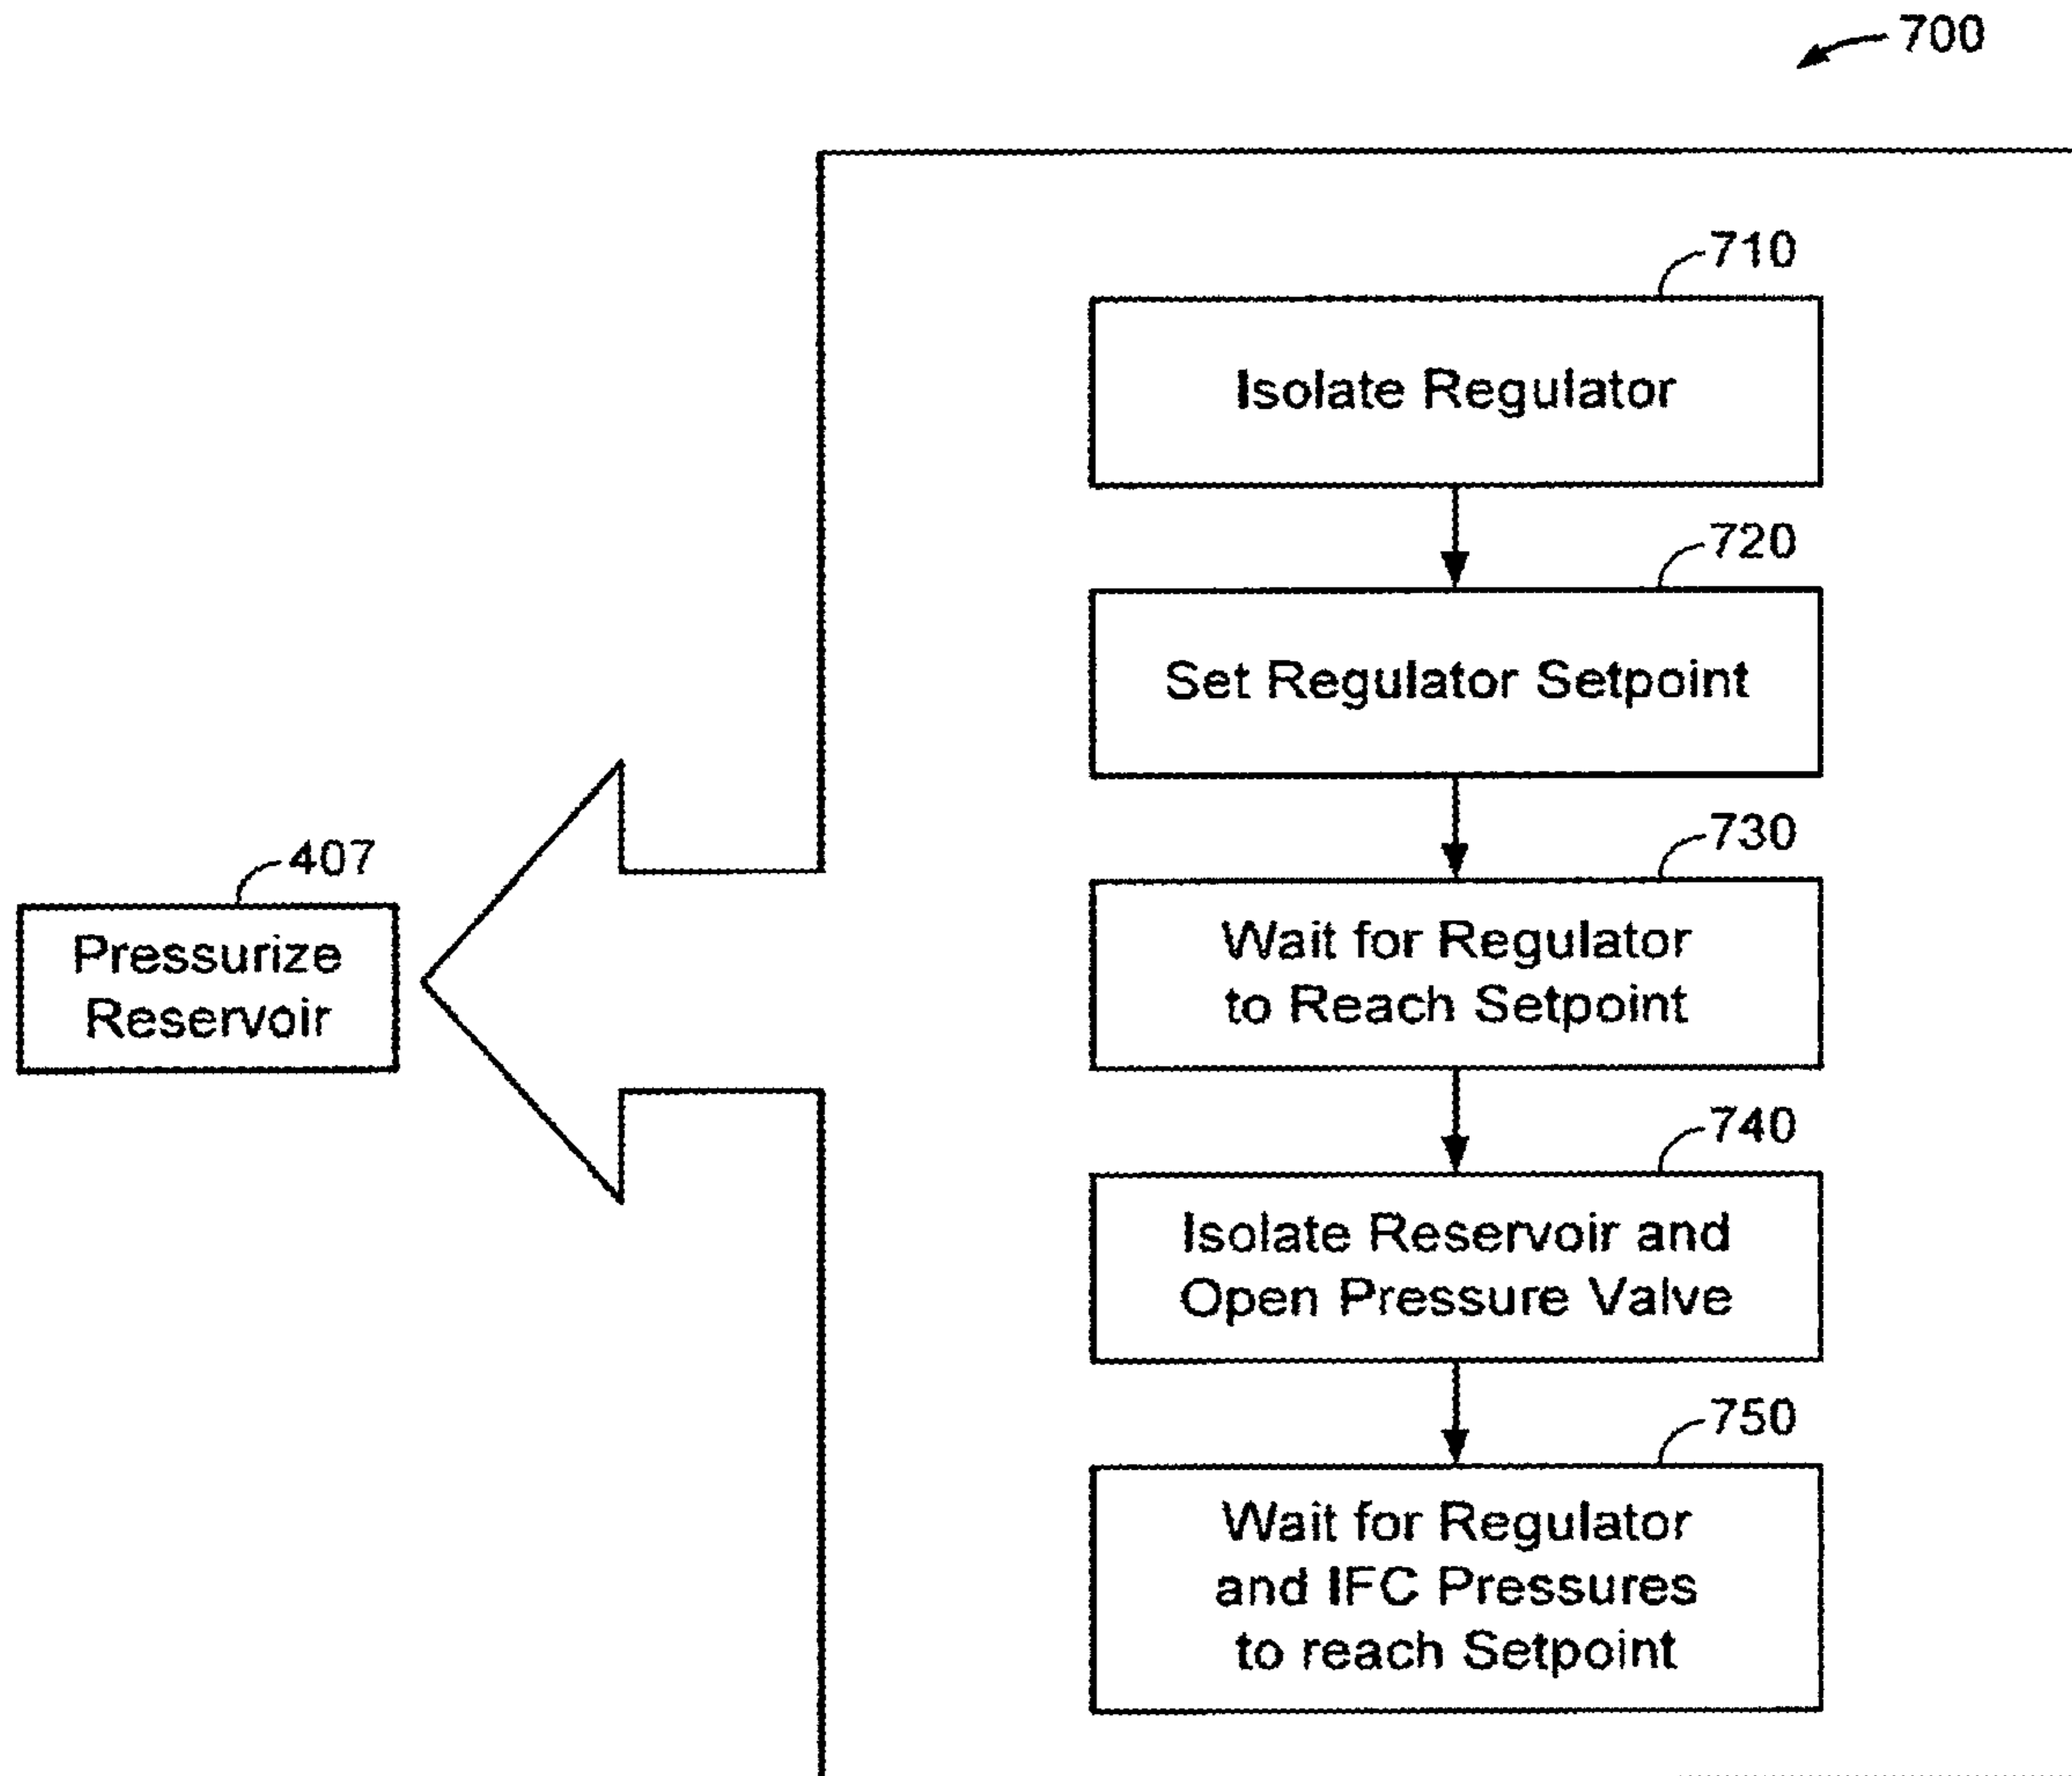 700
710
Isolate Regulator
720
Set Regulator Setpoint
730
Wait for Regulator
to Reach Setpoint
407
Pressurize
Reservoir
740
Isolate Reservoir and
Open Pressure Valve
750
Wait for Regulator
and IFC Pressures
to reach Setpoint